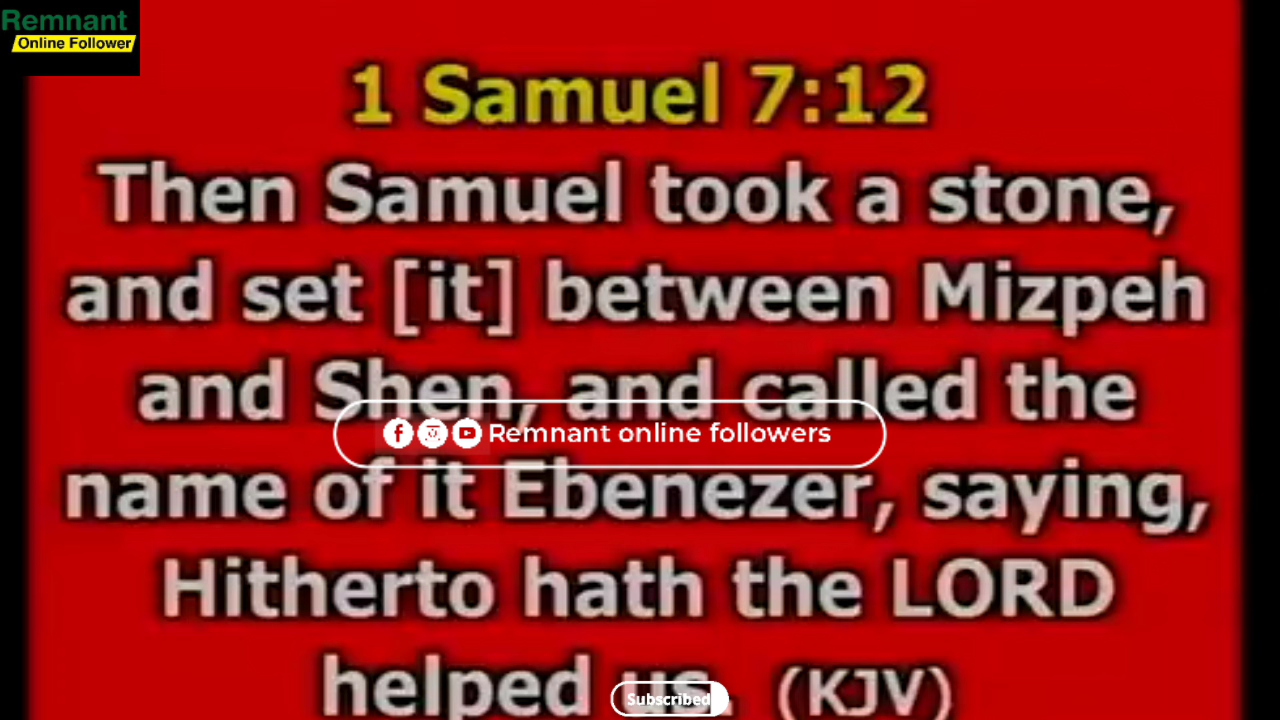 Remnant
Online Follower
1 Samuel 7:12
Then Samuel took a stone,
and set [it] between Mizpeh
and Shen, and called the
Remnant online followers
name of it Ebenezer, saying,
Hitherto hath the LORD
helped us. (KJV)
Subscribed